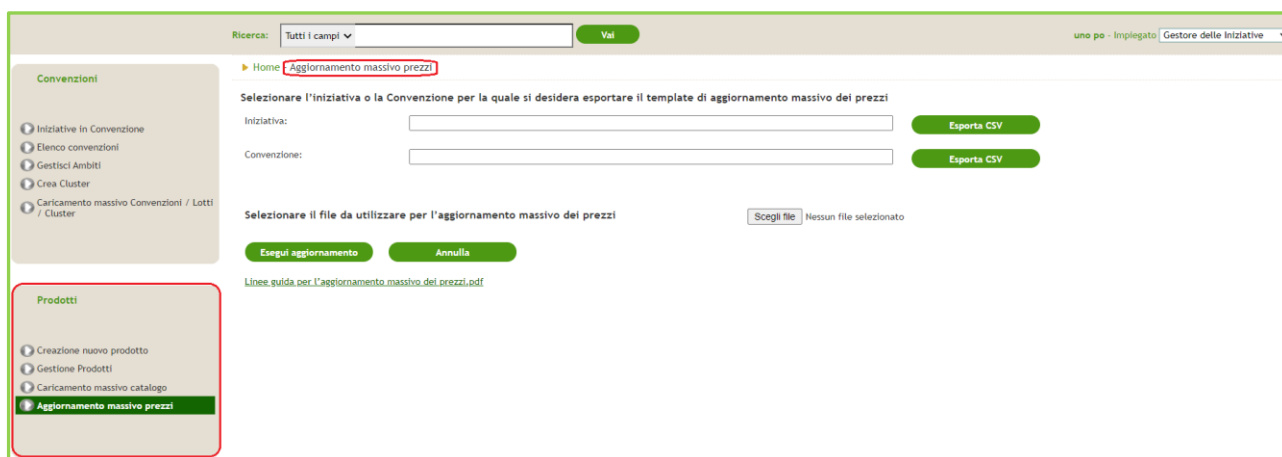 Ricerca: Tutti i campi Vai uno po - Impiegato Gestore delle Iniziative
Convenzioni
Iniziative in Convenzione
Elenco convenzioni
Gestisci Ambiti
Crea Cluster
Caricamento massivo Convenzioni / Lotti
/ Cluster
Prodotti
Creazione nuovo prodotto
Gestione Prodotti
Caricamento massivo catalogo
Aggiornamento massivo prezzi
Home - Aggiornamento massivo prezzi
Selezionare l'iniziativa o la Convenzione per la quale si desidera esportare il template di aggiornamento massivo dei prezzi
Iniziativa: Esporta CSV
Convenzione: Esporta CSV
Selezionare il file da utilizzare per l'aggiornamento massivo dei prezzi Scegli file Nessun file selezionato
Esegui aggiornamento Annulla
Linee guida per l'aggiornamento massivo dei prezzi.pdf